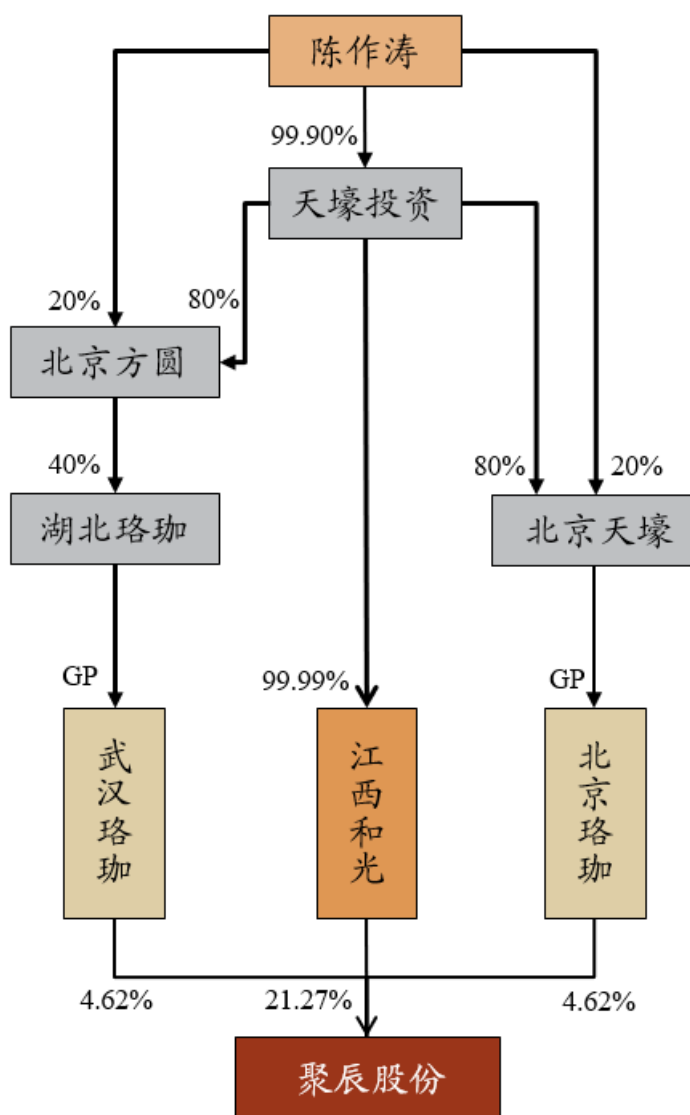 陈作涛
99.90%
天壕投资
20%
80%
北京方圆
40%
80%
20%
湖北珞珈
北京天壕
GP
99.99%
GP
武汉珞珈
江西和光
北京珞珈
4.62%
21.27%
4.62%
聚辰股份